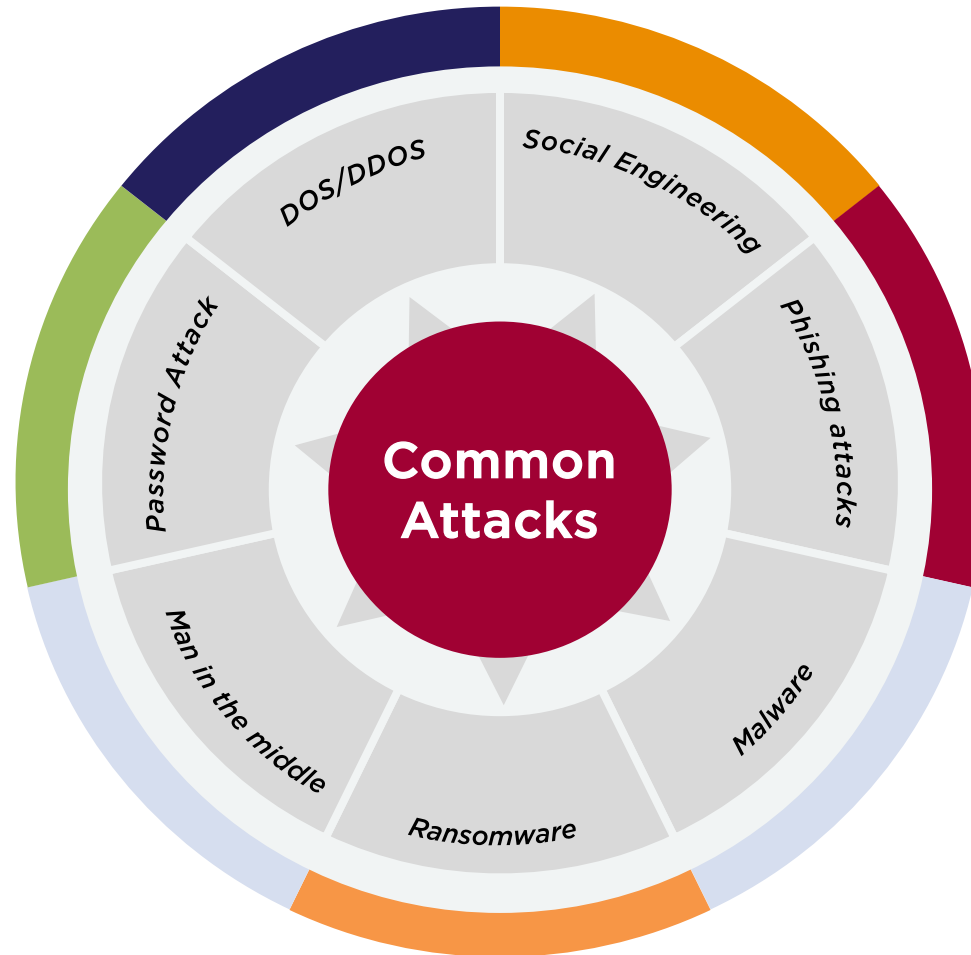 Common
Attacks
Social Engineering
Phishing attacks
Malware
Ransomware
Man in the middle
Password Attack
DOS/DDOS